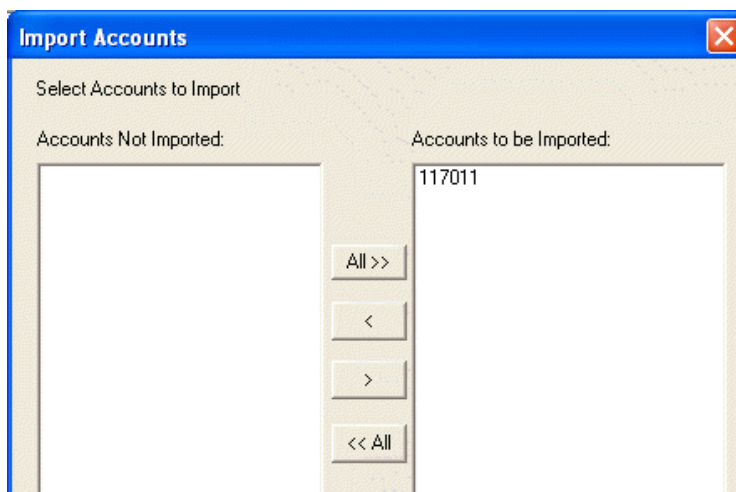 Import Accounts
Select Accounts to Import
Accounts Not Imported:
Accounts to be Imported:
117011
All >>
<
>
<< All